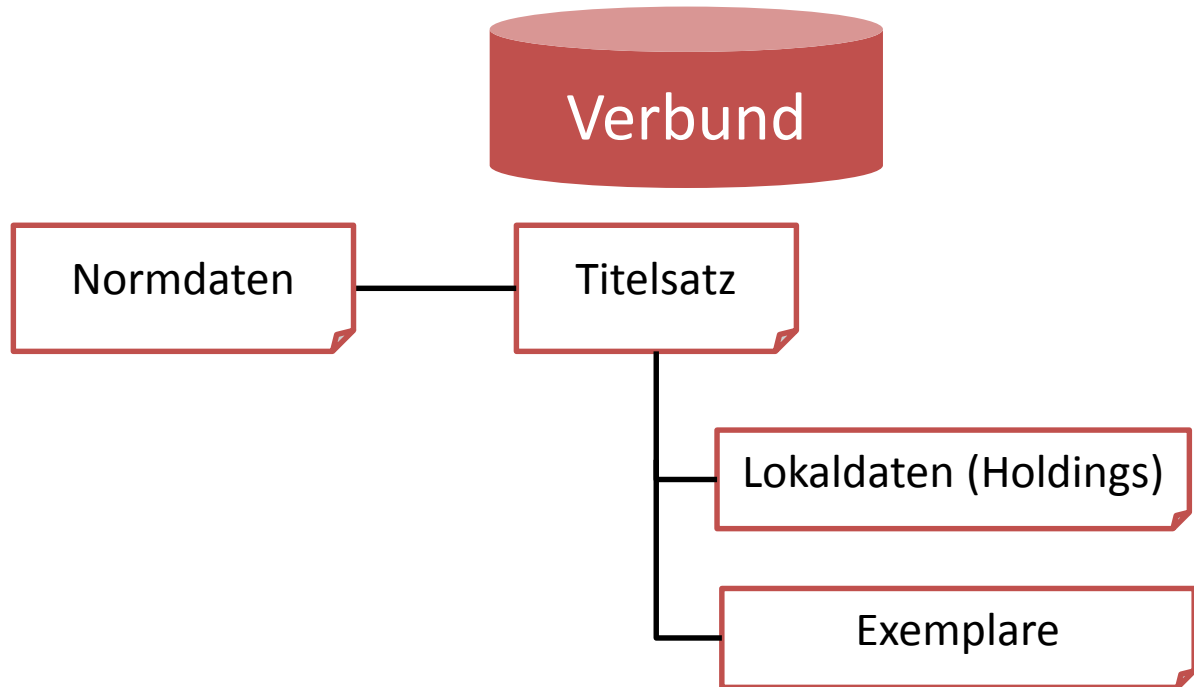 Verbund
Normdaten
Titelsatz
Lokaldaten (Holdings)
Exemplare